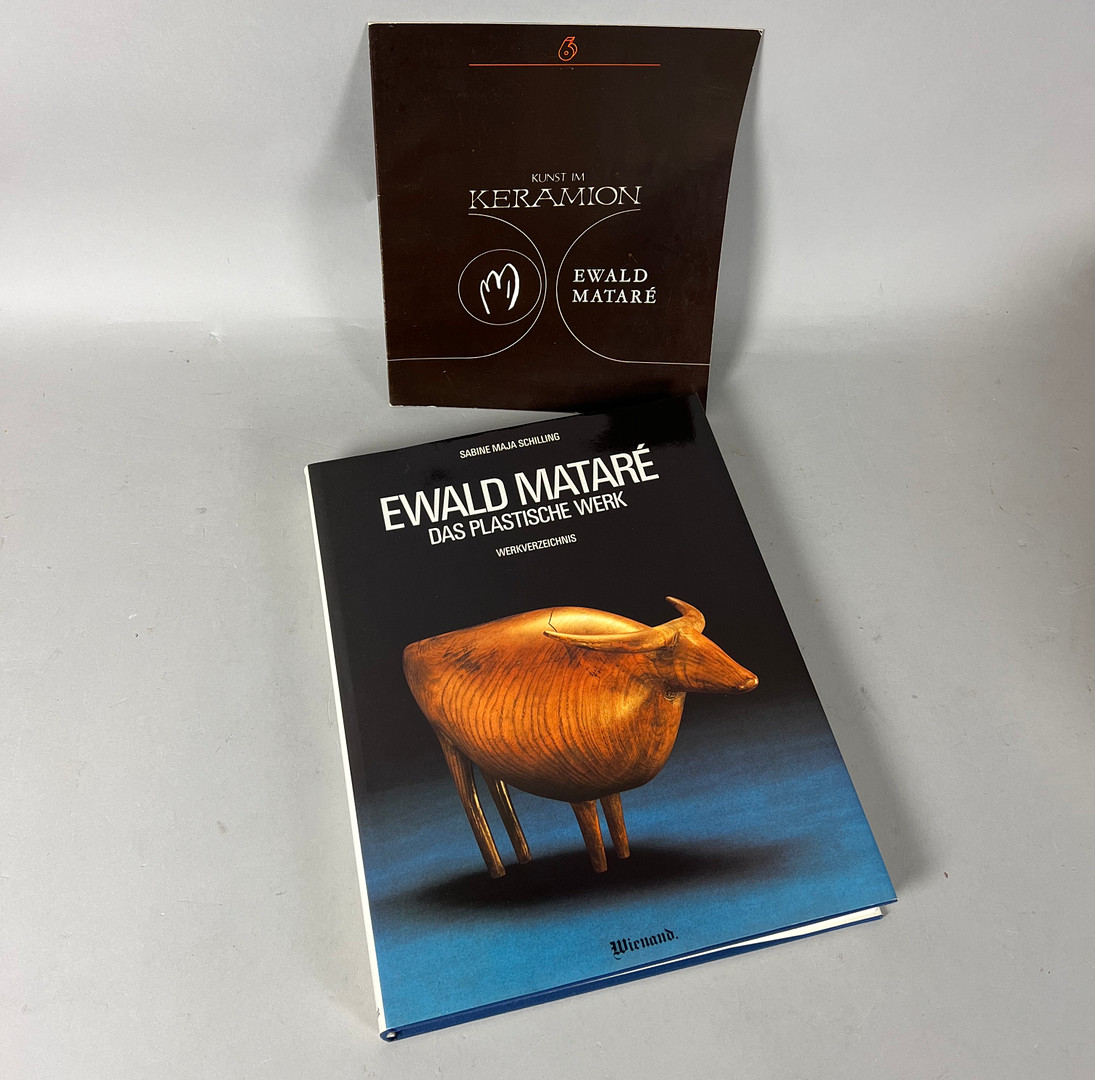 6
KUNST IM
KERAMION
EWALD
MATARÉ
SABINE MAJA SCHILLING
EWALD MATARÉ
DAS PLASTISCHE WERK
WERKVERZEICHNIS
Wienand.